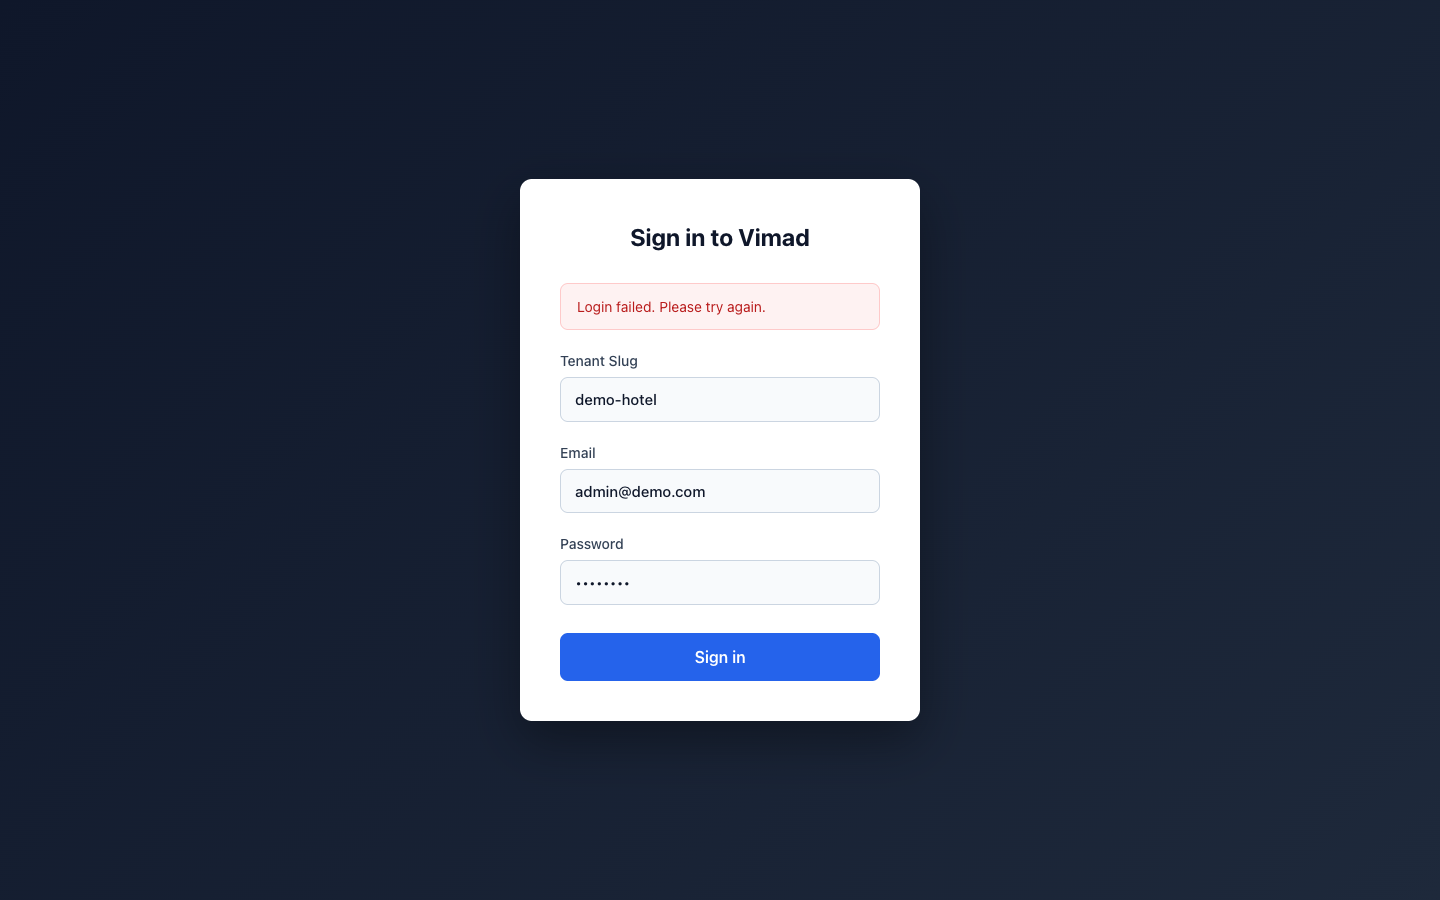 Sign in to Vimad
Login failed. Please try again.
Tenant Slug
demo-hotel
Email
admin@demo.com
Password
••••••••
Sign in